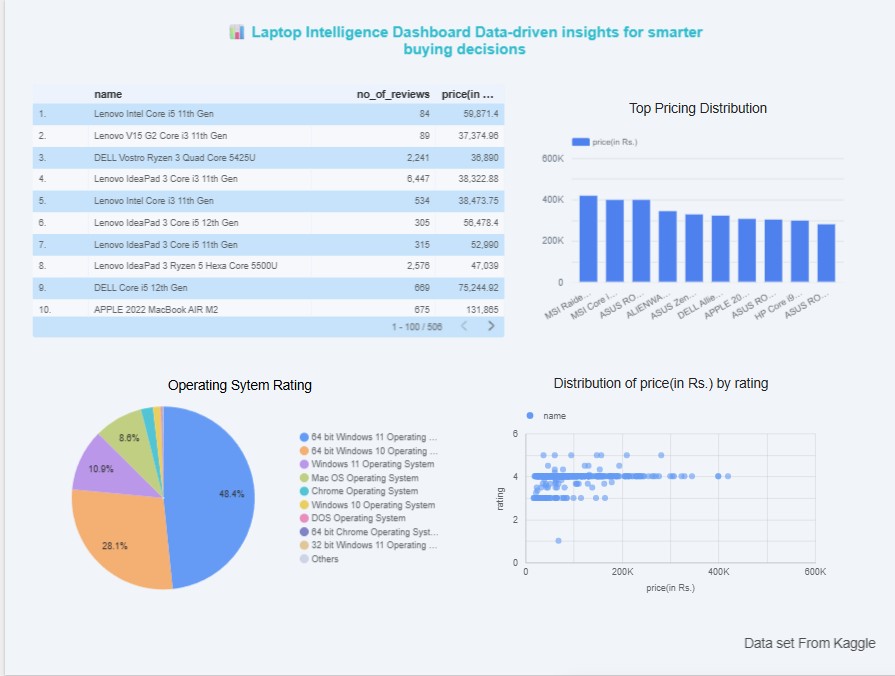 📊 Laptop Intelligence Dashboard Data-driven insights for smarter
buying decisions
name no_of_reviews price(in ...
1. Lenovo Intel Core i5 11th Gen 84 59,871.4
2. Lenovo V15 G2 Core i3 11th Gen 89 37,374.96
3. DELL Vostro Ryzen 3 Quad Core 5425U 2,241 36,890
4. Lenovo IdeaPad 3 Core i3 11th Gen 6,447 38,322.88
5. Lenovo Intel Core i3 11th Gen 534 38,473.75
6. Lenovo IdeaPad 3 Core i5 12th Gen 305 56,478.4
7. Lenovo IdeaPad 3 Core i5 11th Gen 315 52,990
8. Lenovo IdeaPad 3 Ryzen 5 Hexa Core 5500U 2,576 47,039
9. DELL Core i5 12th Gen 669 75,244.92
10. APPLE 2022 MacBook AIR M2 675 131,865
1 - 100 / 506
Top Pricing Distribution
price(in Rs.)
600K
400K
200K
0
MSI Raide...
MSI Core i...
ASUS RO...
ALIENWA...
ASUS Zen...
DELL Alie...
APPLE 20...
ASUS RO...
HP Core i9...
ASUS RO...
Operating Sytem Rating
48.4%
28.1%
10.9%
8.6%
64 bit Windows 11 Operating ...
64 bit Windows 10 Operating ...
Windows 11 Operating System
Mac OS Operating System
Chrome Operating System
Windows 10 Operating System
DOS Operating System
64 bit Chrome Operating Syst...
32 bit Windows 11 Operating ...
Others
Distribution of price(in Rs.) by rating
name
6
4
2
0
rating
0 200K 400K 600K
price(in Rs.)
Data set From Kaggle